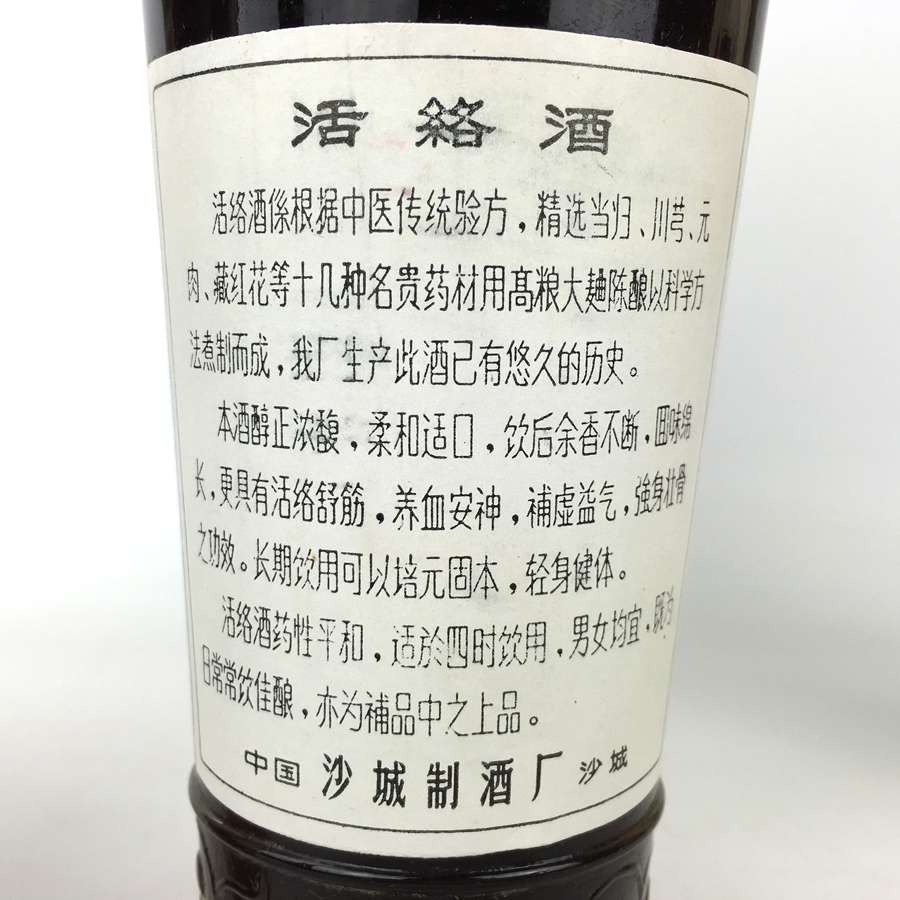 活絡酒
活络酒係根据中医传统验方，精选当归、川芎、元
肉、藏红花等十几种名贵药材用高粮大麯陈酿以科学方
法煮制而成，我厂生产此酒已有悠久的历史。
本酒醇正浓馥，柔和适口，饮后余香不断，回味绵
长，更具有活络舒筋，养血安神，補虚益气，強身壮骨
之功效。长期饮用可以培元固本，轻身健体。
活络酒药性平和，适於四时饮用，男女均宜，既为
日常常饮佳酿，亦为補品中之上品。
中国 沙城制酒厂 沙城